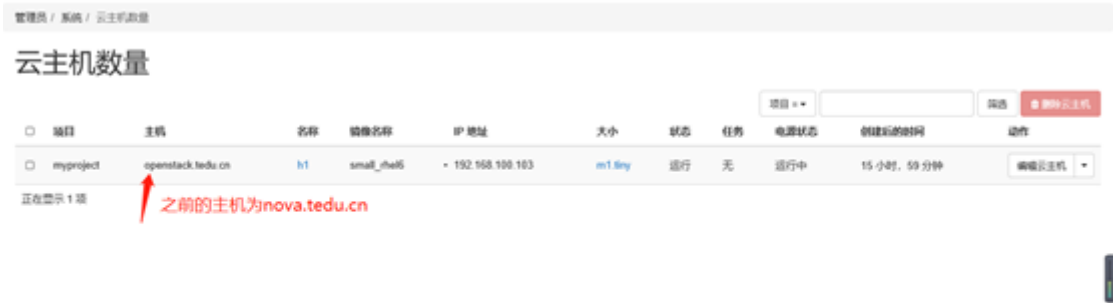 管理员 / 系统 / 云主机数量
云主机数量
项目 = 筛选 删除云主机
项目 主机 名称 镜像名称 IP 地址 大小 状态 任务 电源状态 创建后的时间 动作
myproject openstack.tedu.cn h1 small_rhel6 • 192.168.100.103 m1.tiny 运行 无 运行中 15 小时, 59 分钟 编辑云主机
正在显示 1 项
之前的主机为nova.tedu.cn